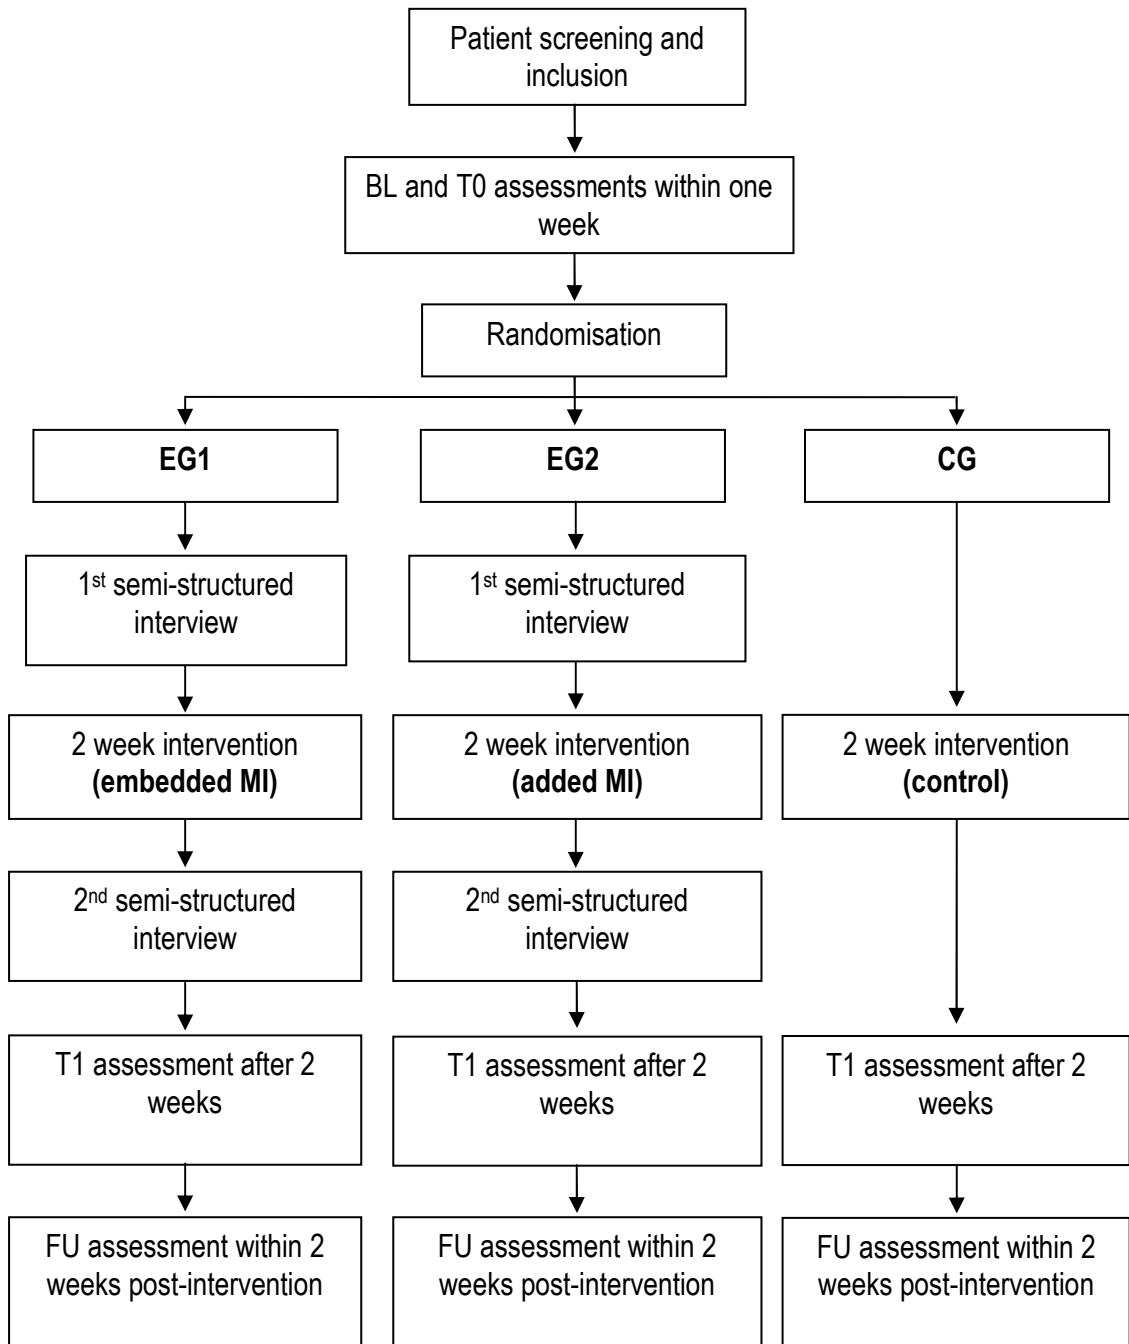 Patient screening and
inclusion
BL and T0 assessments within one
week
Randomisation
EG1
EG2
CG
1st semi-structured
interview
1st semi-structured
interview
2 week intervention
(embedded MI)
2 week intervention
(added MI)
2 week intervention
(control)
2nd semi-structured
interview
2nd semi-structured
interview
T1 assessment after 2
weeks
T1 assessment after 2
weeks
T1 assessment after 2
weeks
FU assessment within 2
weeks post-intervention
FU assessment within 2
weeks post-intervention
FU assessment within 2
weeks post-intervention